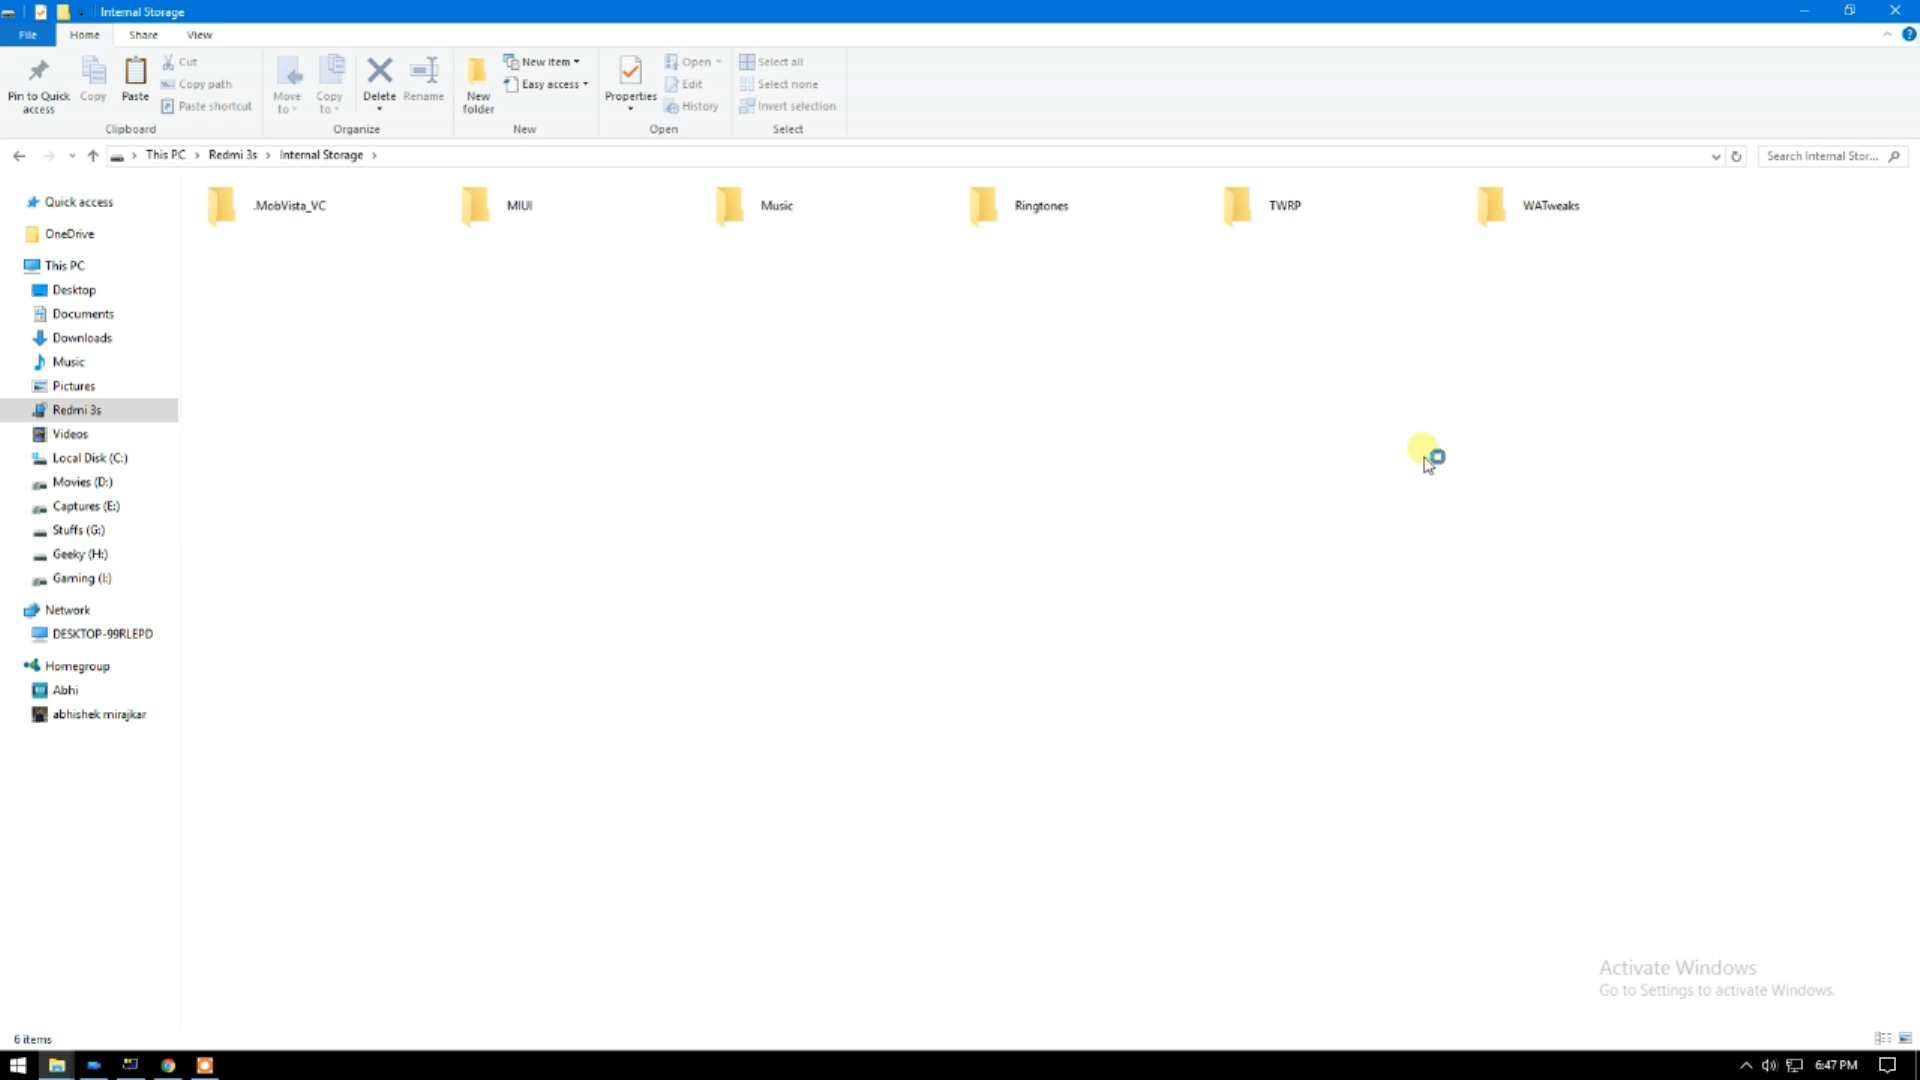 Internal Storage
File Home Share View
Pin to Quick access
Copy
Paste
Cut
Copy path
Paste shortcut
Clipboard
Move to
Copy to
Delete
Rename
Organize
New folder
New item
Easy access
New
Properties
Open
Edit
History
Open
Select all
Select none
Invert selection
Select
This PC > Redmi 3s > Internal Storage >
Search Internal Stor...
Quick access
OneDrive
This PC
Desktop
Documents
Downloads
Music
Pictures
Redmi 3s
Videos
Local Disk (C:)
Movies (D:)
Captures (E:)
Stuffs (G:)
Geeky (H:)
Gaming (I:)
Network
DESKTOP-99RLEPD
Homegroup
Abhi
abhishek mirajkar
.MobVista_VC
MIUI
Music
Ringtones
TWRP
WATweaks
Activate Windows
Go to Settings to activate Windows.
6 items
6:47 PM